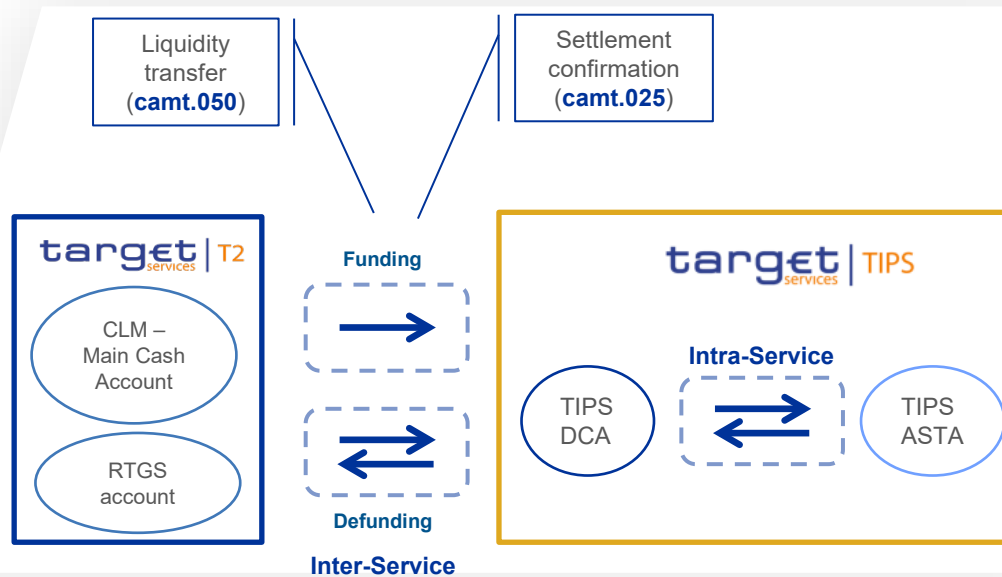 Liquidity
transfer
(camt.050)
Settlement
confirmation
(camt.025)
target | T2
services
CLM –
Main Cash
Account
RTGS
account
Funding
Defunding
Inter-Service
target | TIPS
services
Intra-Service
TIPS
DCA
TIPS
ASTA